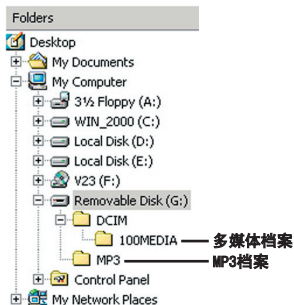 Folders
Desktop
My Documents
My Computer
3½ Floppy (A:)
WIN_2000 (C:)
Local Disk (D:)
Local Disk (E:)
V23 (F:)
Removable Disk (G:)
DCIM
100MEDIA 多媒体档案
MP3 MP3档案
Control Panel
My Network Places